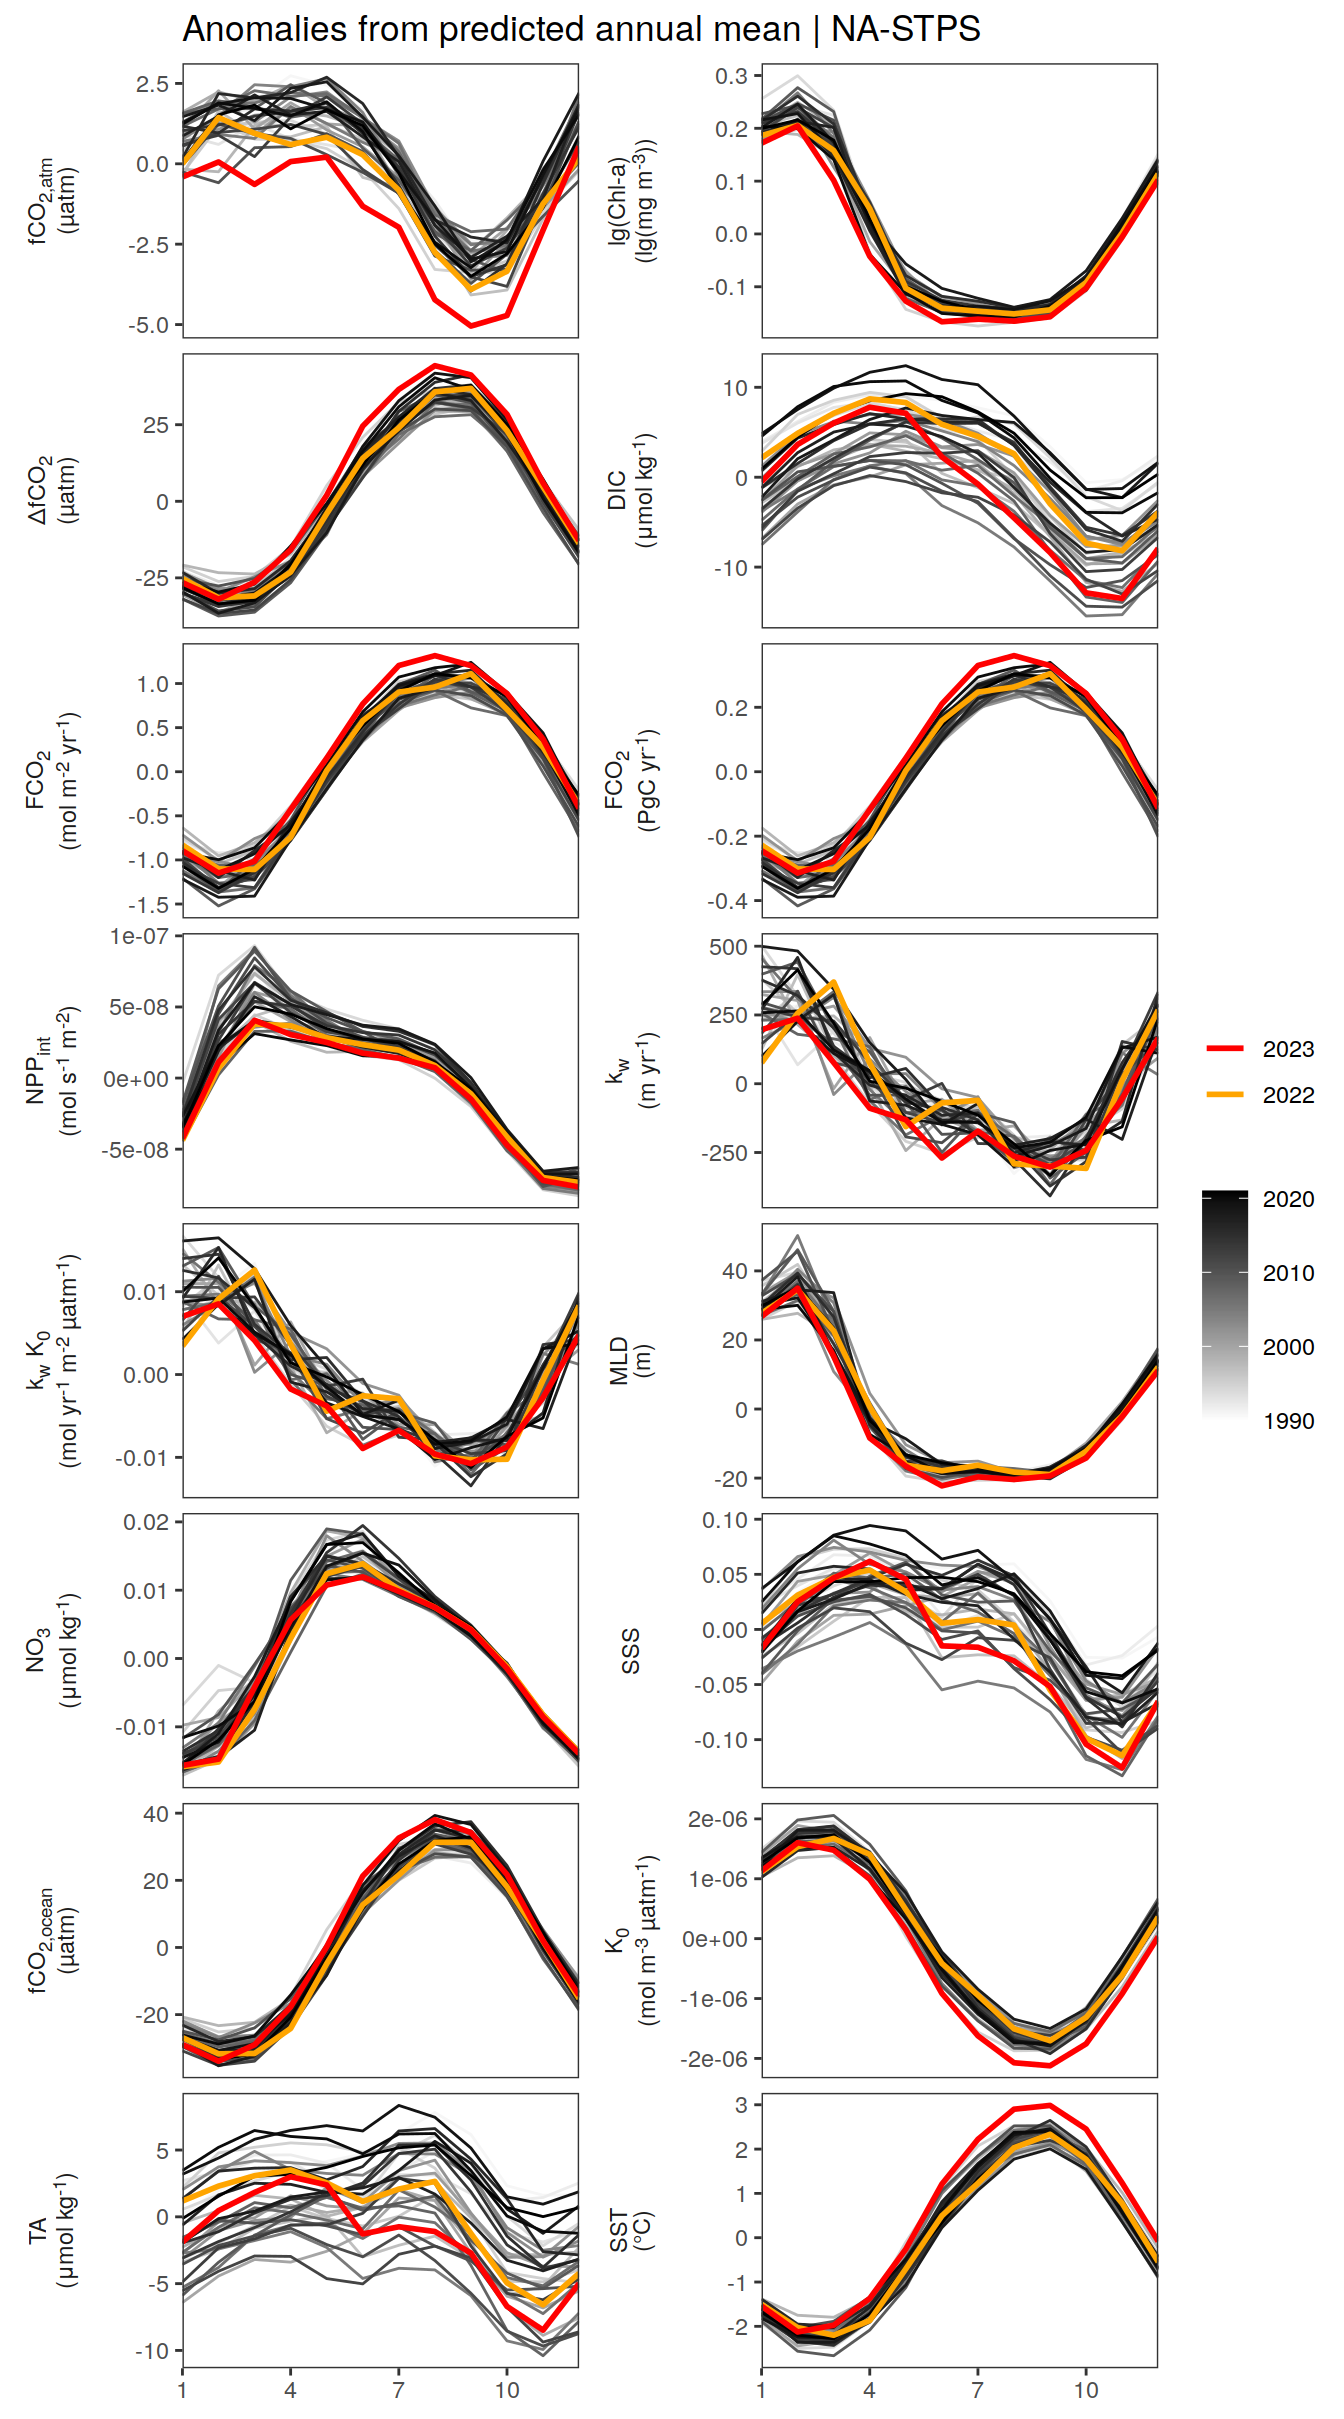 Anomalies from predicted annual mean | NA-STPS
fCO2,atm
(µatm)
2.5
0.0
-2.5
-5.0
lg(Chl-a)
(lg(mg m-3))
0.3
0.2
0.1
0.0
-0.1
ΔfCO2
(µatm)
25
0
-25
DIC
(µmol kg-1)
10
0
-10
FCO2
(mol m-2 yr-1)
1.0
0.5
0.0
-0.5
-1.0
-1.5
FCO2
(PgC yr-1)
0.2
0.0
-0.2
-0.4
NPPint
(mol s-1 m-2)
1e-07
5e-08
0e+00
-5e-08
kw
(m yr-1)
500
250
0
-250
kw K0
(mol yr-1 m-2 µatm-1)
0.01
0.00
-0.01
MLD
(m)
40
20
0
-20
NO3
(µmol kg-1)
0.02
0.01
0.00
-0.01
SSS
0.10
0.05
0.00
-0.05
-0.10
fCO2,ocean
(µatm)
40
20
0
-20
K0
(mol m-3 µatm-1)
2e-06
1e-06
0e+00
-1e-06
-2e-06
TA
(µmol kg-1)
5
0
-5
-10
1 4 7 10
SST
(°C)
3
2
1
0
-1
-2
1 4 7 10
2023
2022
2020
2010
2000
1990